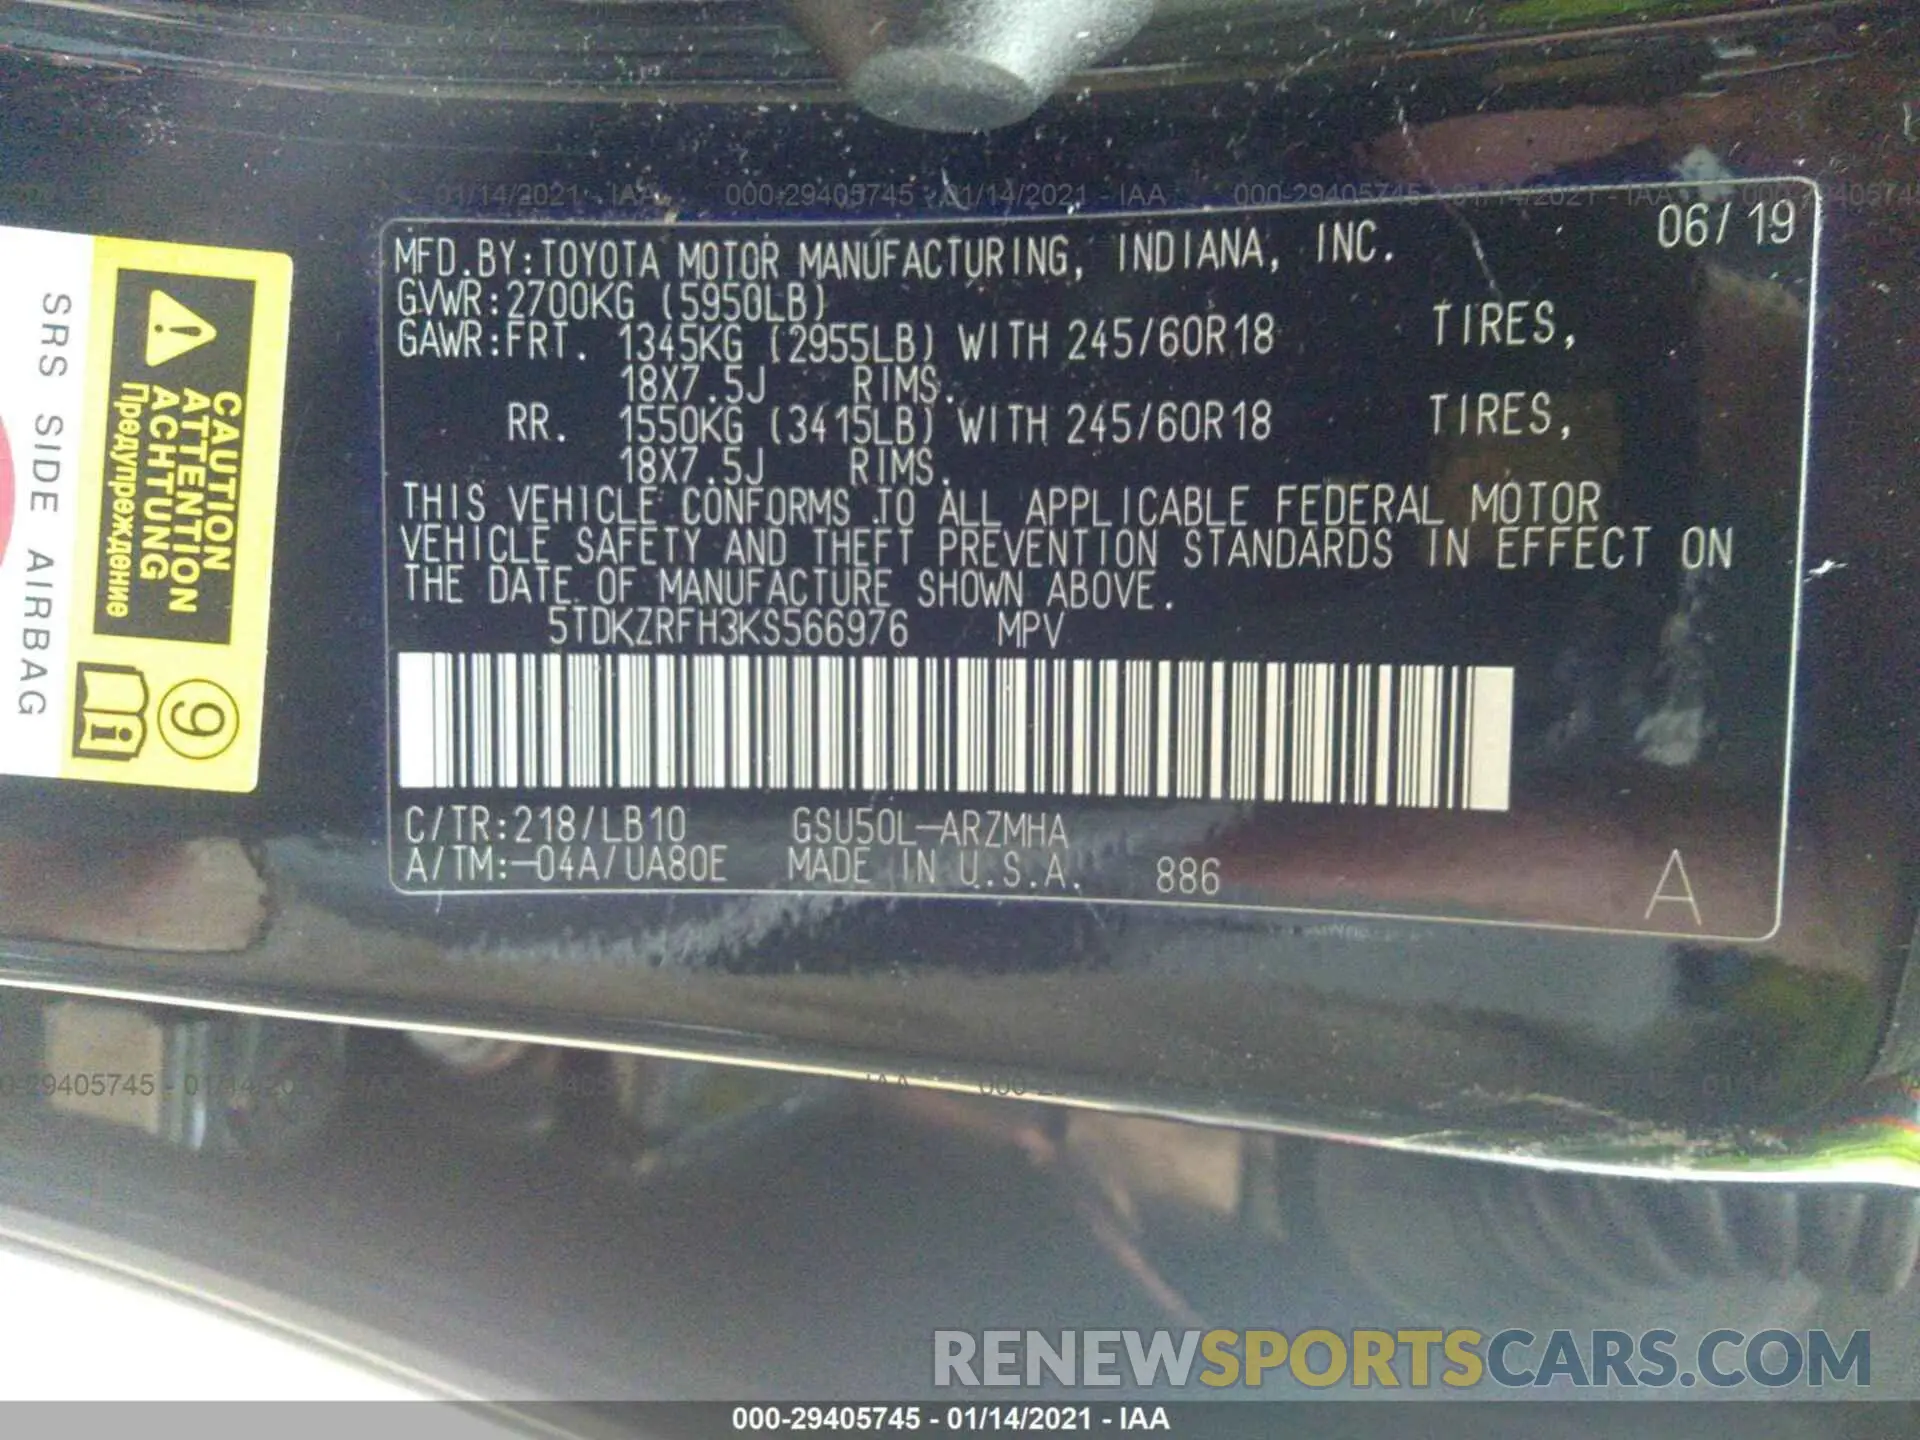 01/14/2021 - IAA 000-29405745 - 01/14/2021 - IAA 000-29405745 - 01/14/2021 - IAA 000-29405745
MFD.BY:TOYOTA MOTOR MANUFACTURING, INDIANA, INC. 06/19
GVWR:2700KG (5950LB)
GAWR:FRT. 1345KG (2955LB) WITH 245/60R18 TIRES,
18X7.5J RIMS.
RR. 1550KG (3415LB) WITH 245/60R18 TIRES,
18X7.5J RIMS.
THIS VEHICLE CONFORMS TO ALL APPLICABLE FEDERAL MOTOR
VEHICLE SAFETY AND THEFT PREVENTION STANDARDS IN EFFECT ON
THE DATE OF MANUFACTURE SHOWN ABOVE.
5TDKZRFH3KS566976 MPV
C/TR:218/LB10 GSU50L-ARZMHA
A/TM:-04A/UA80E MADE IN U.S.A. 886
A
CAUTION
ATTENTION
ACHTUNG
Предупреждение
9
i
SRS SIDE AIRBAG
RENEWSPORTSCARS.COM
000-29405745 - 01/14/2021 - IAA